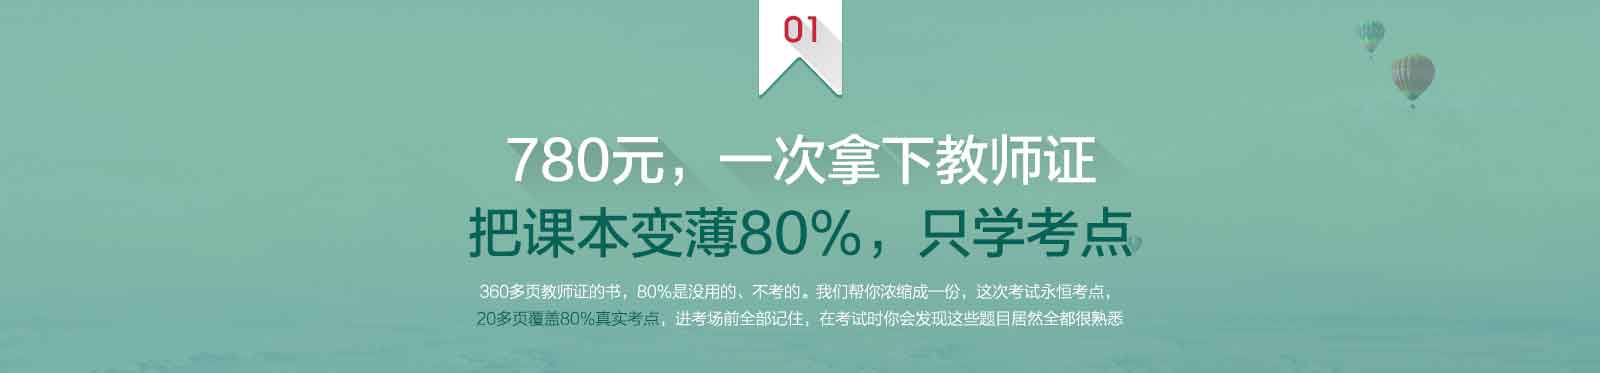 01
780元，一次拿下教师证
把课本变薄80%，只学考点
360多页教师证的书，80%是没用的、不考的。我们帮你浓缩成一份，这次考试永恒考点，
20多页覆盖80%真实考点，进考场前全部记住，在考试时你会发现这些题目居然全都很熟悉